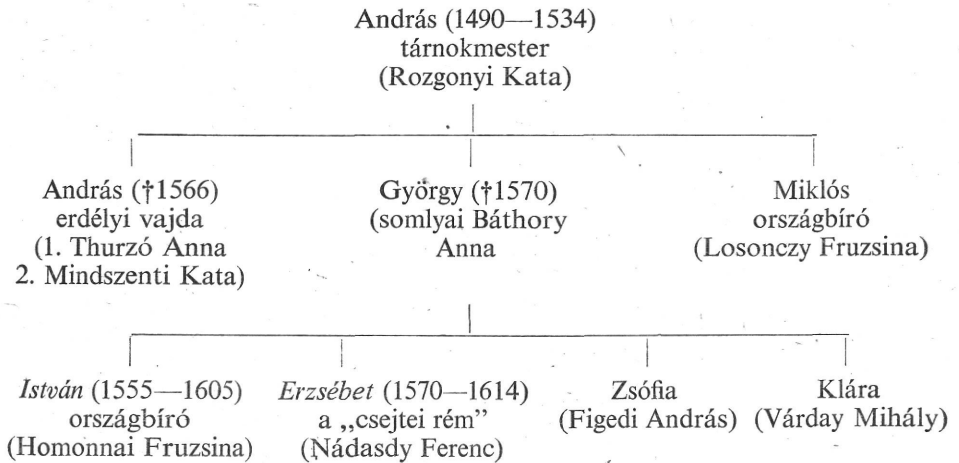 András (1490—1534)
tárnokmester
(Rozgonyi Kata)
András (†1566)
erdélyi vajda
(1. Thurzó Anna
2. Mindszenti Kata)
György (†1570)
(somlyai Báthory
Anna
Miklós
országbíró
(Losonczy Fruzsina)
István (1555—1605)
országbíró
(Homonnai Fruzsina)
Erzsébet (1570—1614)
a „csejtei rém”
(Nádasdy Ferenc)
Zsófia
(Figedi András)
Klára
(Várday Mihály)